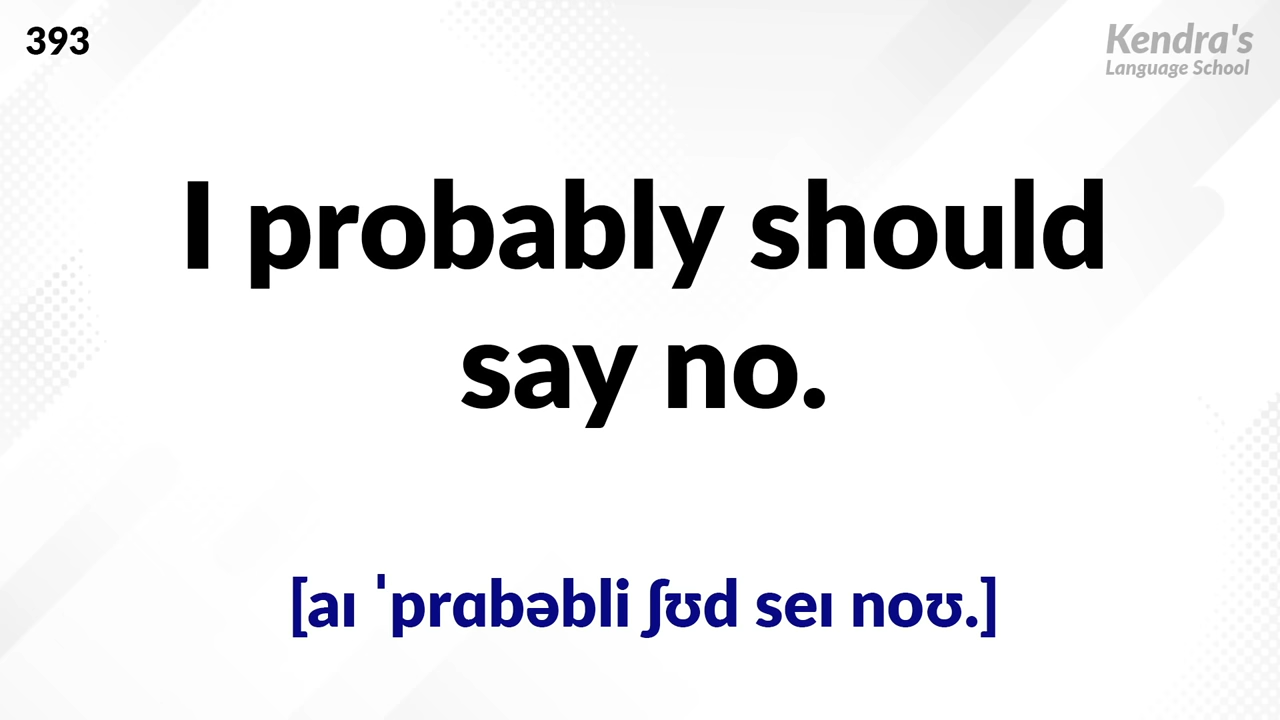 393
Kendra's
Language School
I probably should
say no.
[aɪ ˈprɑbəbli ʃʊd seɪ noʊ.]